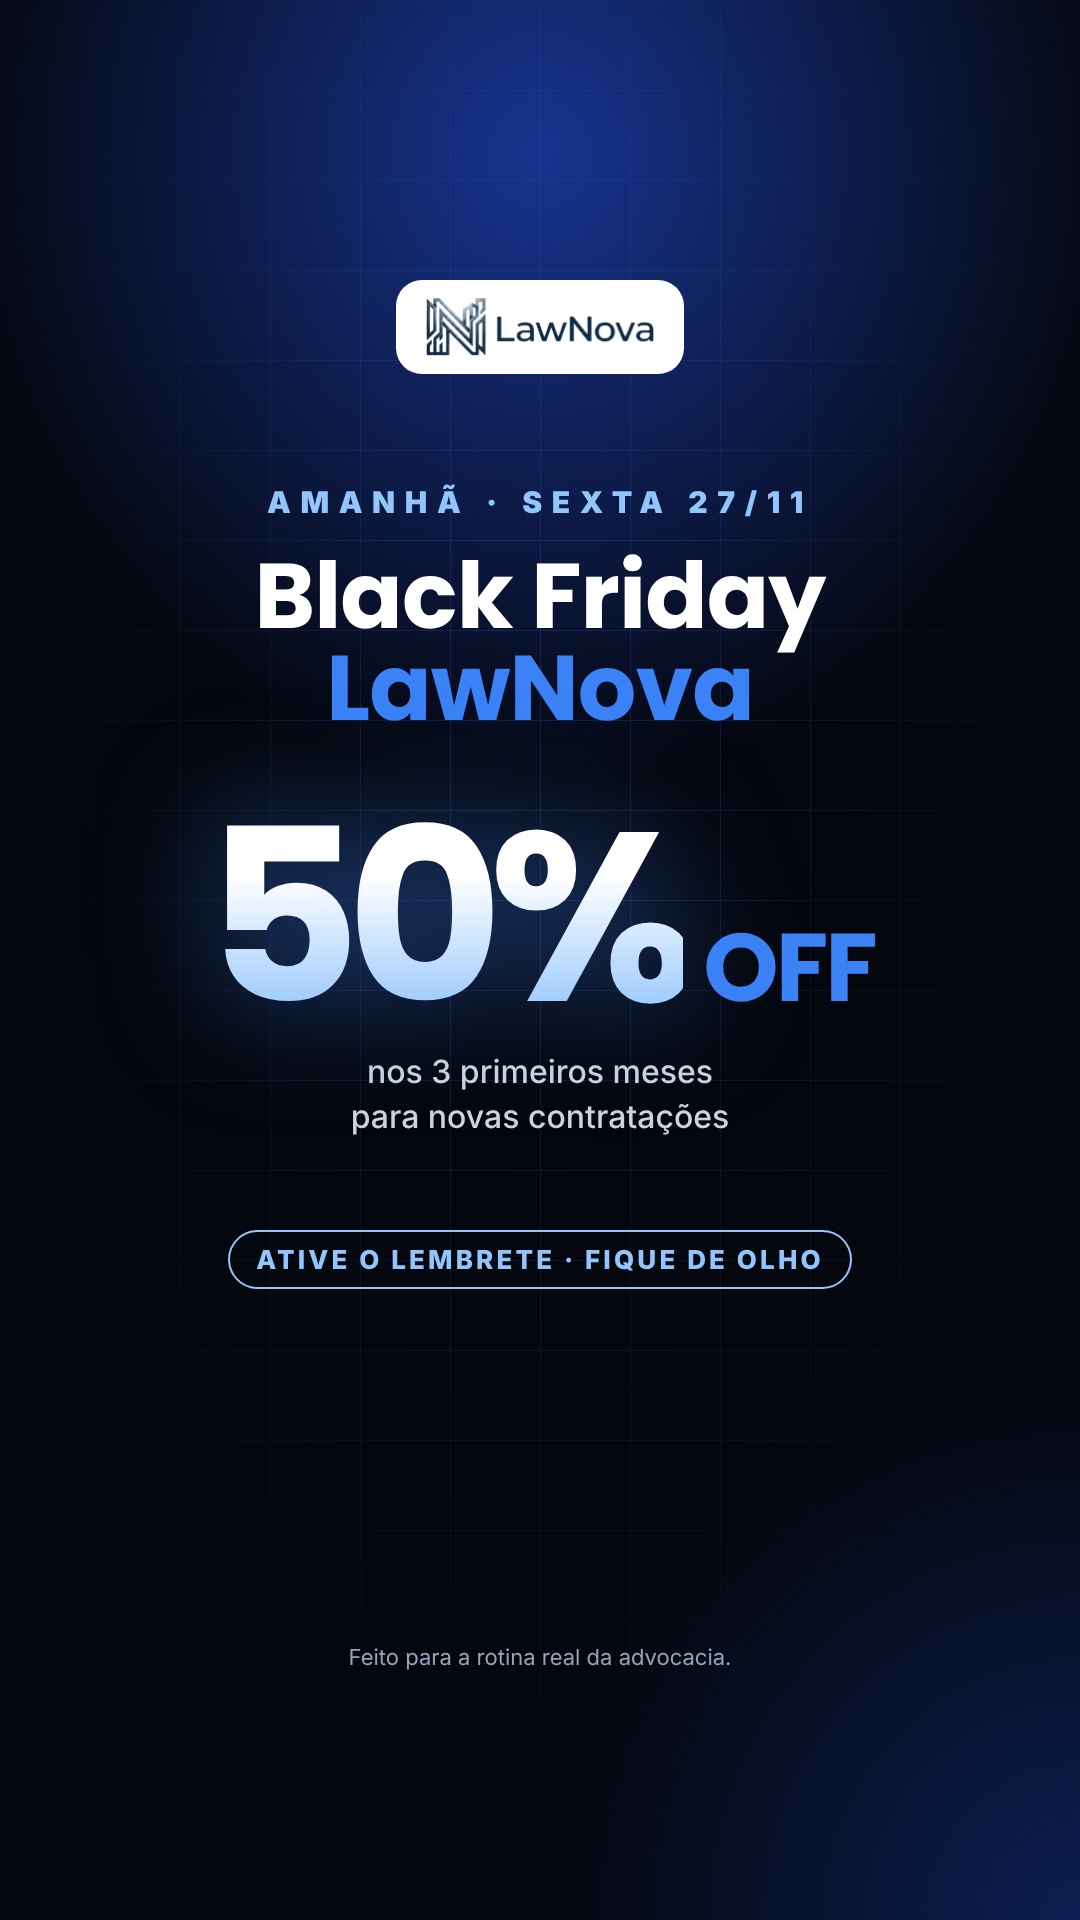 LawNova
AMANHÃ · SEXTA 27/11
Black Friday
LawNova
50% OFF
nos 3 primeiros meses
para novas contratações
ATIVE O LEMBRETE · FIQUE DE OLHO
Feito para a rotina real da advocacia.